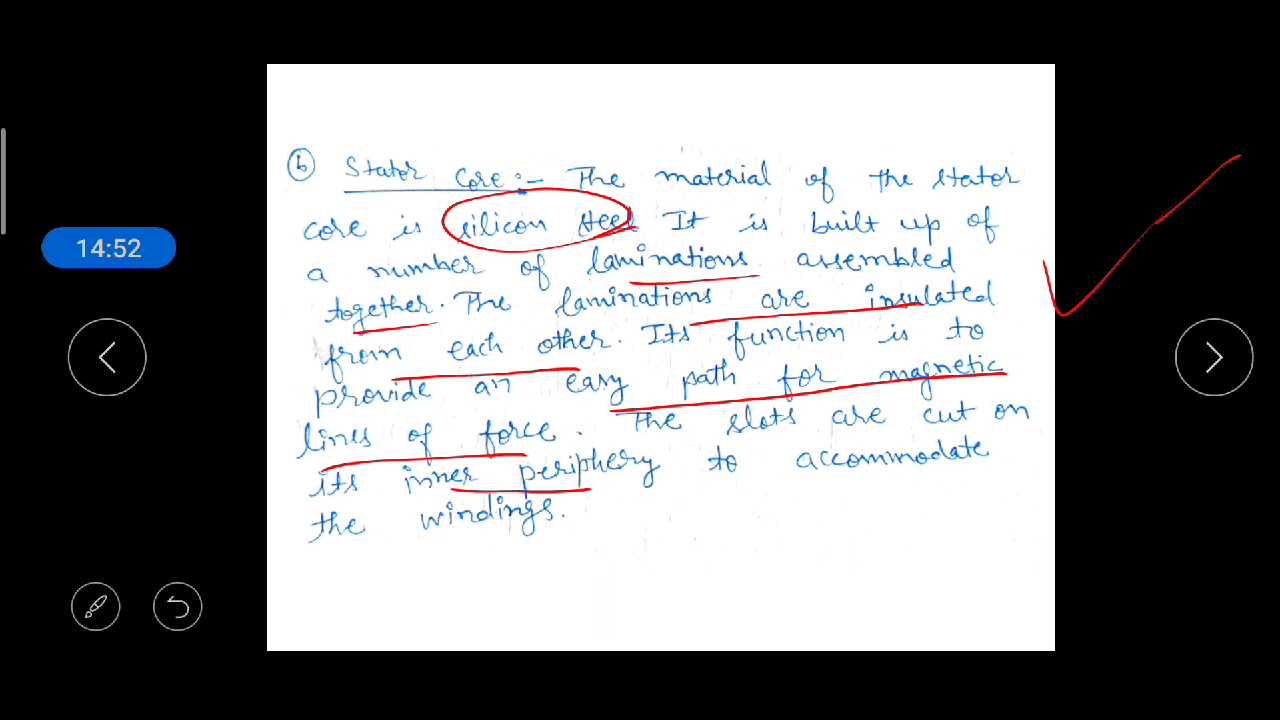 (b) Stator Core :- The material of the stator
core is silicon steel It is built up of
a number of laminations assembled
together. The laminations are insulated
from each other. Its function is to
provide an easy path for magnetic
lines of force. The slots are cut on
its inner periphery to accommodate
the windings.
14:52